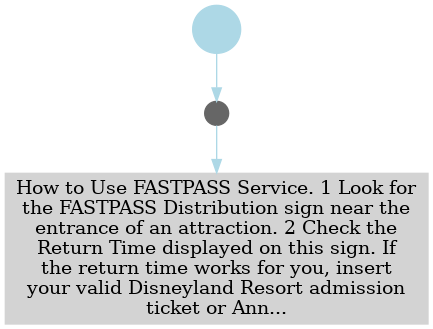 How to Use FASTPASS Service. 1 Look for
the FASTPASS Distribution sign near the
entrance of an attraction. 2 Check the
Return Time displayed on this sign. If
the return time works for you, insert
your valid Disneyland Resort admission
ticket or Ann...